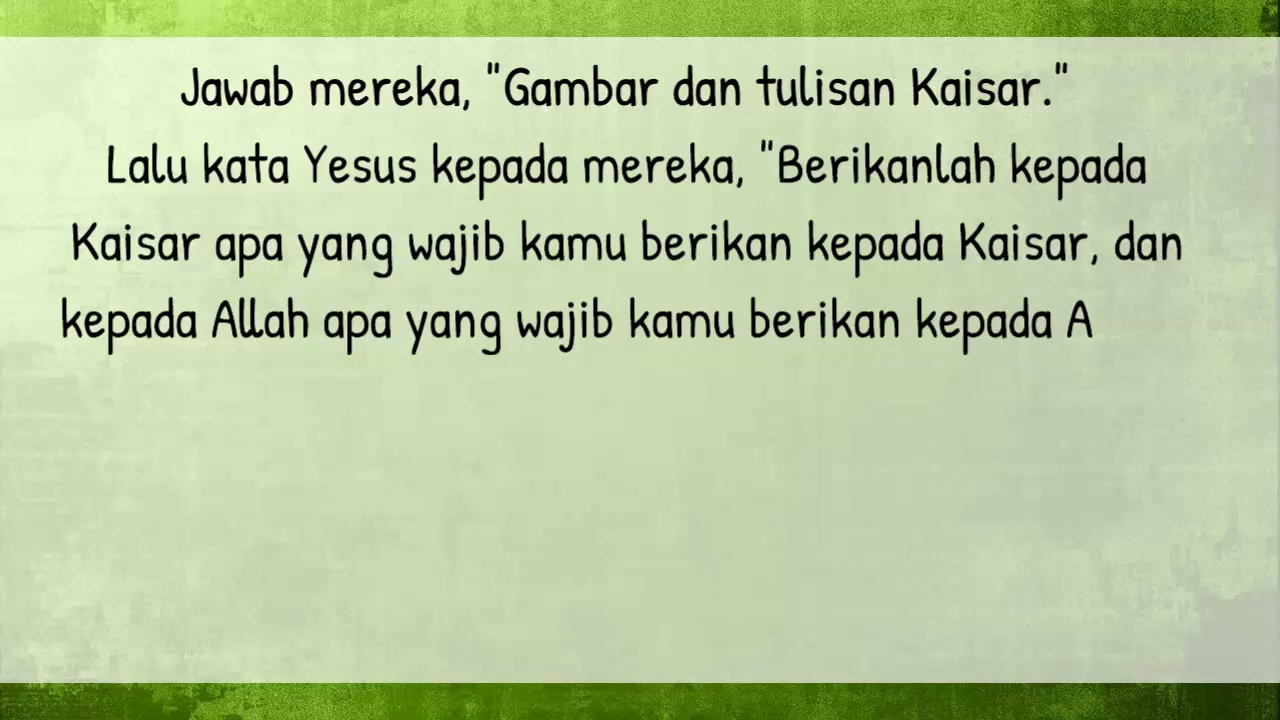 Jawab mereka, "Gambar dan tulisan Kaisar."
Lalu kata Yesus kepada mereka, "Berikanlah kepada
Kaisar apa yang wajib kamu berikan kepada Kaisar, dan
kepada Allah apa yang wajib kamu berikan kepada A